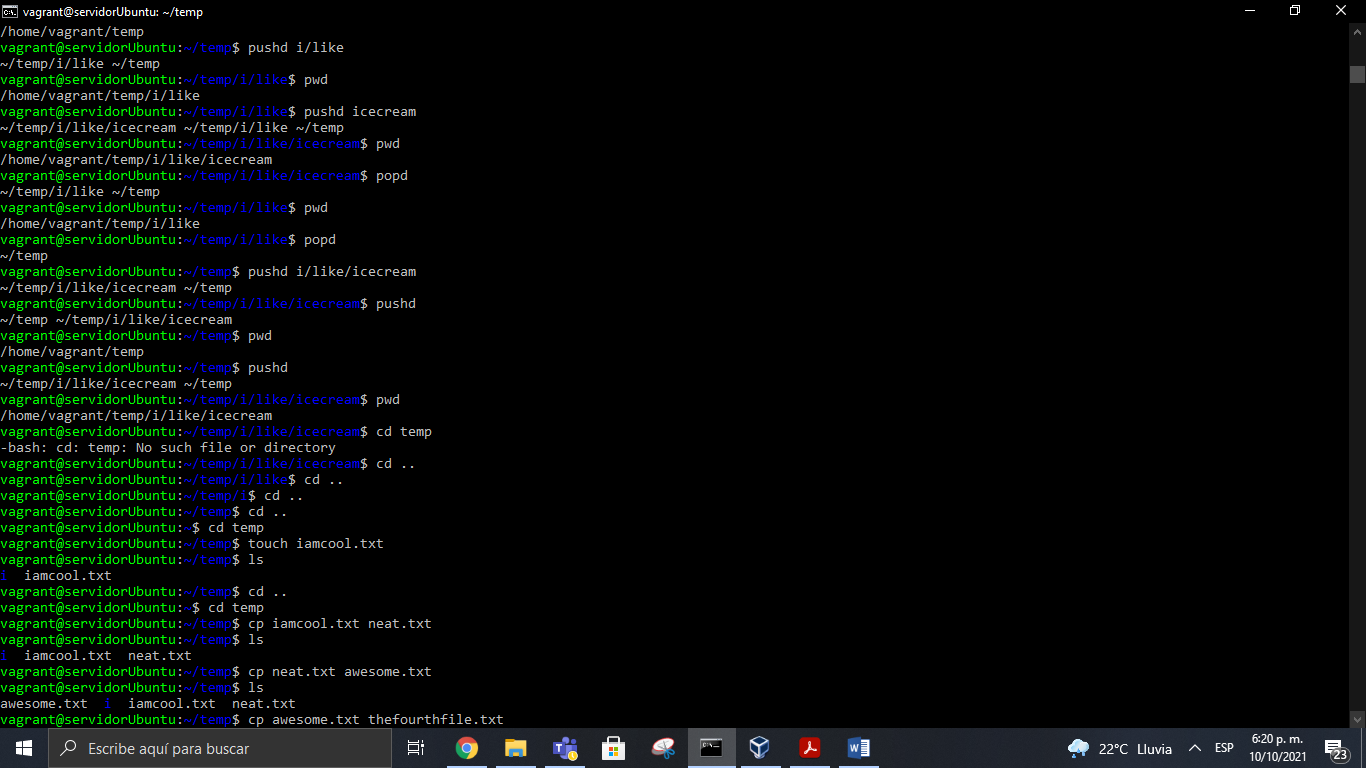 vagrant@servidorUbuntu: ~/temp
/home/vagrant/temp
vagrant@servidorUbuntu:~/temp$ pushd i/like
~/temp/i/like ~/temp
vagrant@servidorUbuntu:~/temp/i/like$ pwd
/home/vagrant/temp/i/like
vagrant@servidorUbuntu:~/temp/i/like$ pushd icecream
~/temp/i/like/icecream ~/temp/i/like ~/temp
vagrant@servidorUbuntu:~/temp/i/like/icecream$ pwd
/home/vagrant/temp/i/like/icecream
vagrant@servidorUbuntu:~/temp/i/like/icecream$ popd
~/temp/i/like ~/temp
vagrant@servidorUbuntu:~/temp/i/like$ pwd
/home/vagrant/temp/i/like
vagrant@servidorUbuntu:~/temp/i/like$ popd
~/temp
vagrant@servidorUbuntu:~/temp$ pushd i/like/icecream
~/temp/i/like/icecream ~/temp
vagrant@servidorUbuntu:~/temp/i/like/icecream$ pushd
~/temp ~/temp/i/like/icecream
vagrant@servidorUbuntu:~/temp$ pwd
/home/vagrant/temp
vagrant@servidorUbuntu:~/temp$ pushd
~/temp/i/like/icecream ~/temp
vagrant@servidorUbuntu:~/temp/i/like/icecream$ pwd
/home/vagrant/temp/i/like/icecream
vagrant@servidorUbuntu:~/temp/i/like/icecream$ cd temp
-bash: cd: temp: No such file or directory
vagrant@servidorUbuntu:~/temp/i/like/icecream$ cd ..
vagrant@servidorUbuntu:~/temp/i/like$ cd ..
vagrant@servidorUbuntu:~/temp/i$ cd ..
vagrant@servidorUbuntu:~/temp$ cd ..
vagrant@servidorUbuntu:~$ cd temp
vagrant@servidorUbuntu:~/temp$ touch iamcool.txt
vagrant@servidorUbuntu:~/temp$ ls
i  iamcool.txt
vagrant@servidorUbuntu:~/temp$ cd ..
vagrant@servidorUbuntu:~$ cd temp
vagrant@servidorUbuntu:~/temp$ cp iamcool.txt neat.txt
vagrant@servidorUbuntu:~/temp$ ls
i  iamcool.txt  neat.txt
vagrant@servidorUbuntu:~/temp$ cp neat.txt awesome.txt
vagrant@servidorUbuntu:~/temp$ ls
awesome.txt  i  iamcool.txt  neat.txt
vagrant@servidorUbuntu:~/temp$ cp awesome.txt thefourthfile.txt
Escribe aquí para buscar
22°C Lluvia
ESP
6:20 p. m.
10/10/2021
23